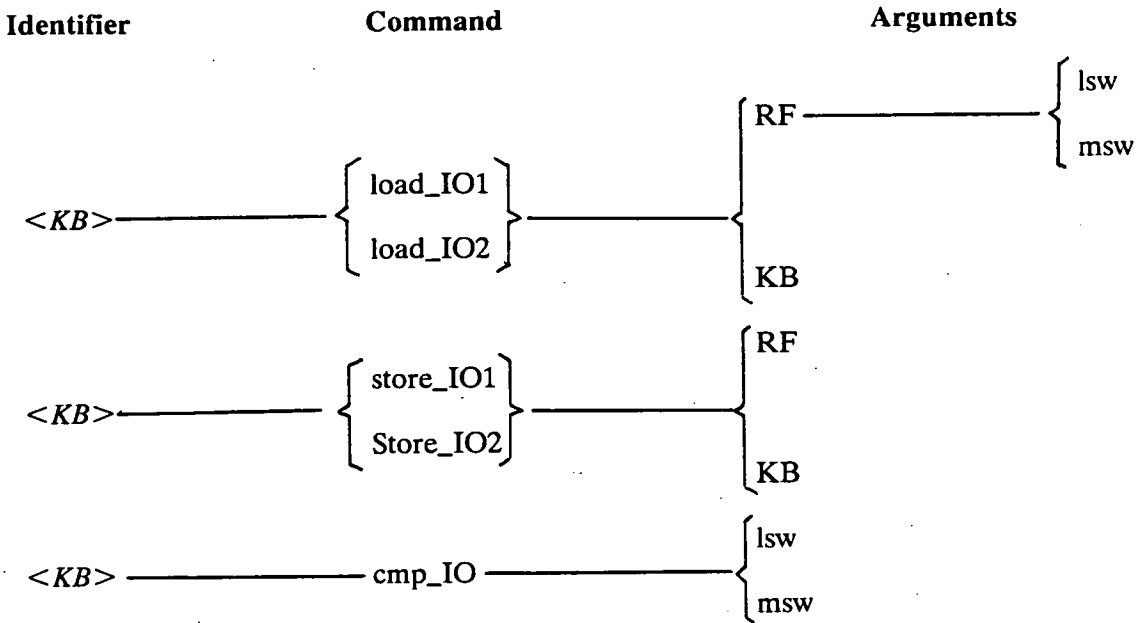 Identifier Command Arguments
lsw
RF
msw
load_IO1
<KB>
load_IO2
KB
RF
store_IO1
<KB>
Store_IO2
KB
lsw
<KB> cmp_IO
msw